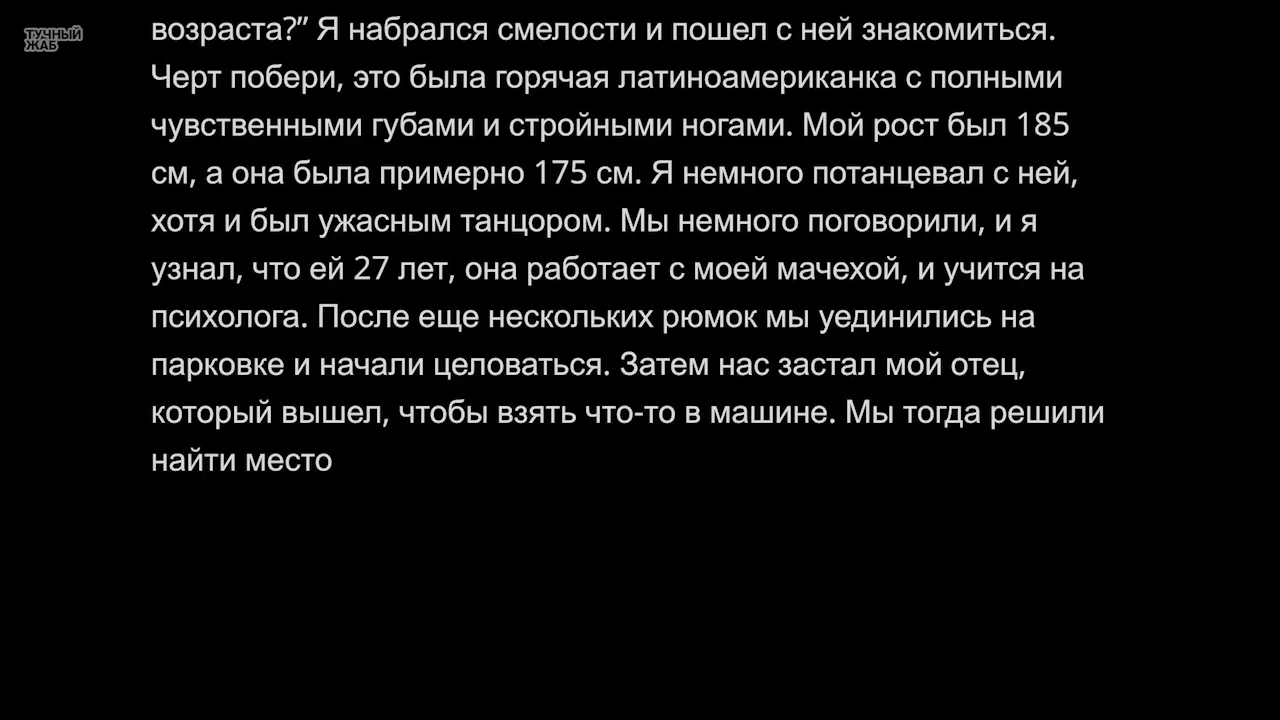 ТУЧНЫЙ
ЖАБ
возраста?” Я набрался смелости и пошел с ней знакомиться.
Черт побери, это была горячая латиноамериканка с полными
чувственными губами и стройными ногами. Мой рост был 185
см, а она была примерно 175 см. Я немного потанцевал с ней,
хотя и был ужасным танцором. Мы немного поговорили, и я
узнал, что ей 27 лет, она работает с моей мачехой, и учится на
психолога. После еще нескольких рюмок мы уединились на
парковке и начали целоваться. Затем нас застал мой отец,
который вышел, чтобы взять что-то в машине. Мы тогда решили
найти место